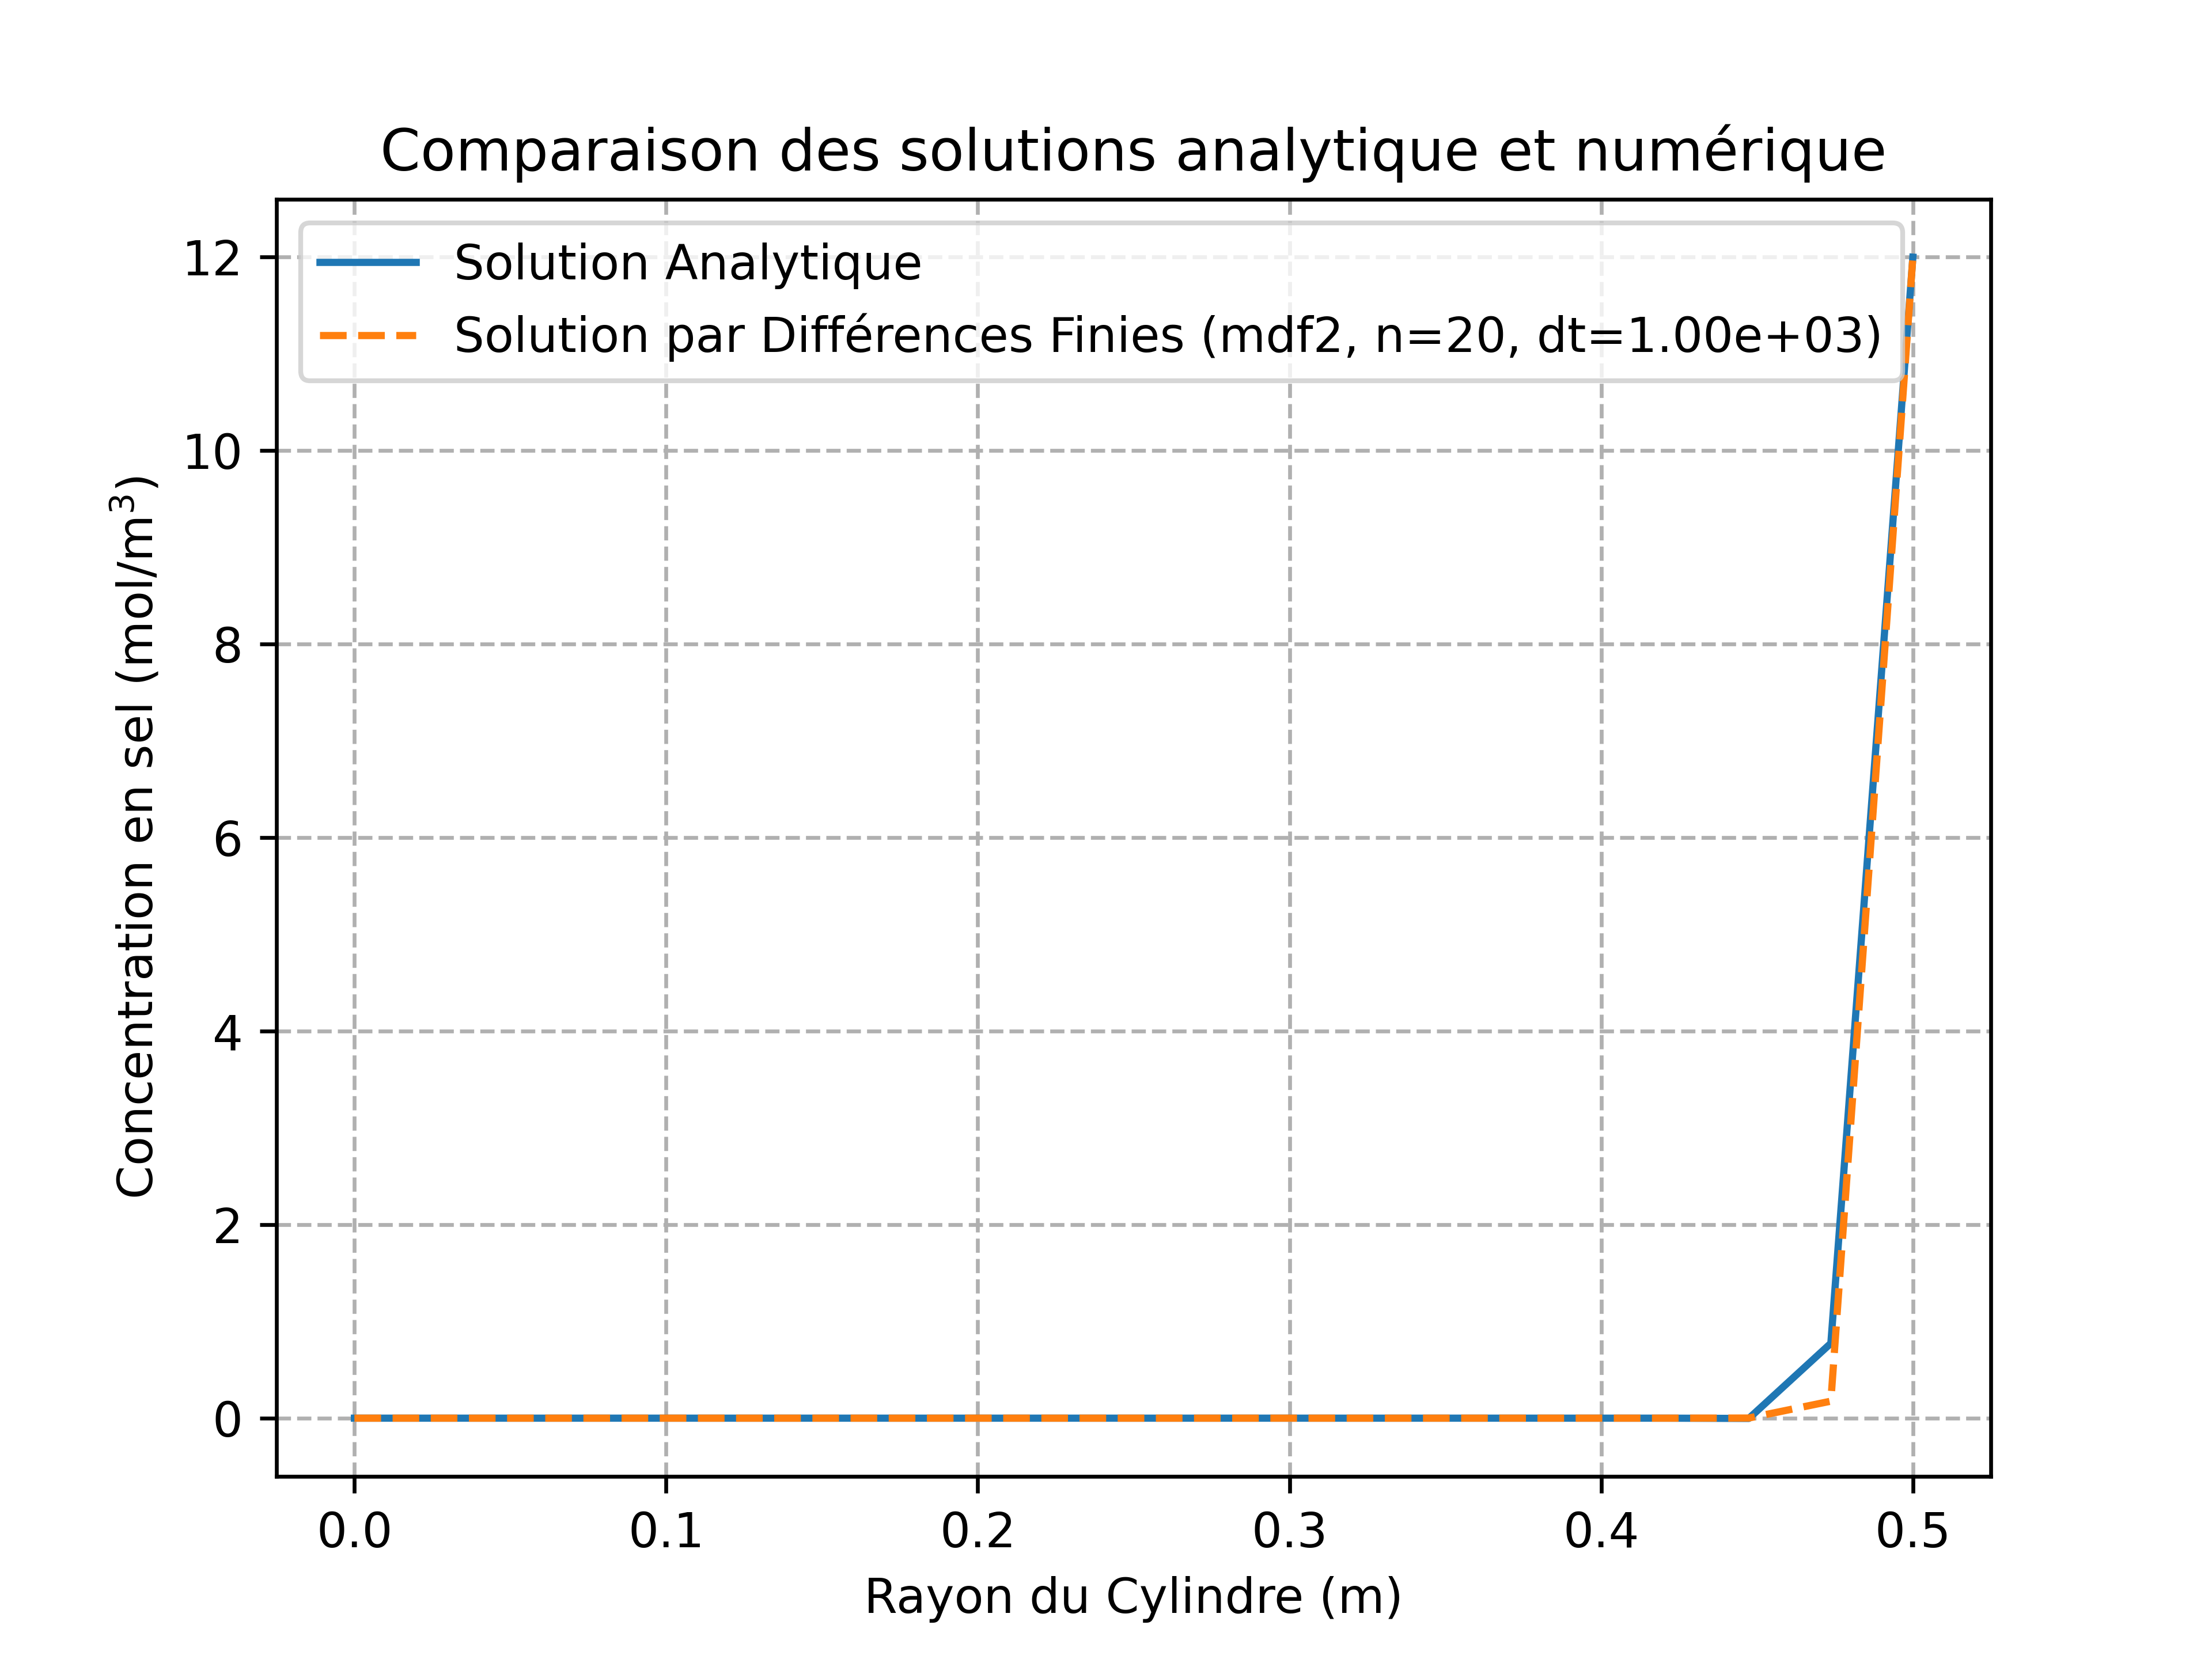 Comparaison des solutions analytique et numérique
Solution Analytique
Solution par Différences Finies (mdf2, n=20, dt=1.00e+03)
Concentration en sel (mol/m³)
12
10
8
6
4
2
0
0.0 0.1 0.2 0.3 0.4 0.5
Rayon du Cylindre (m)